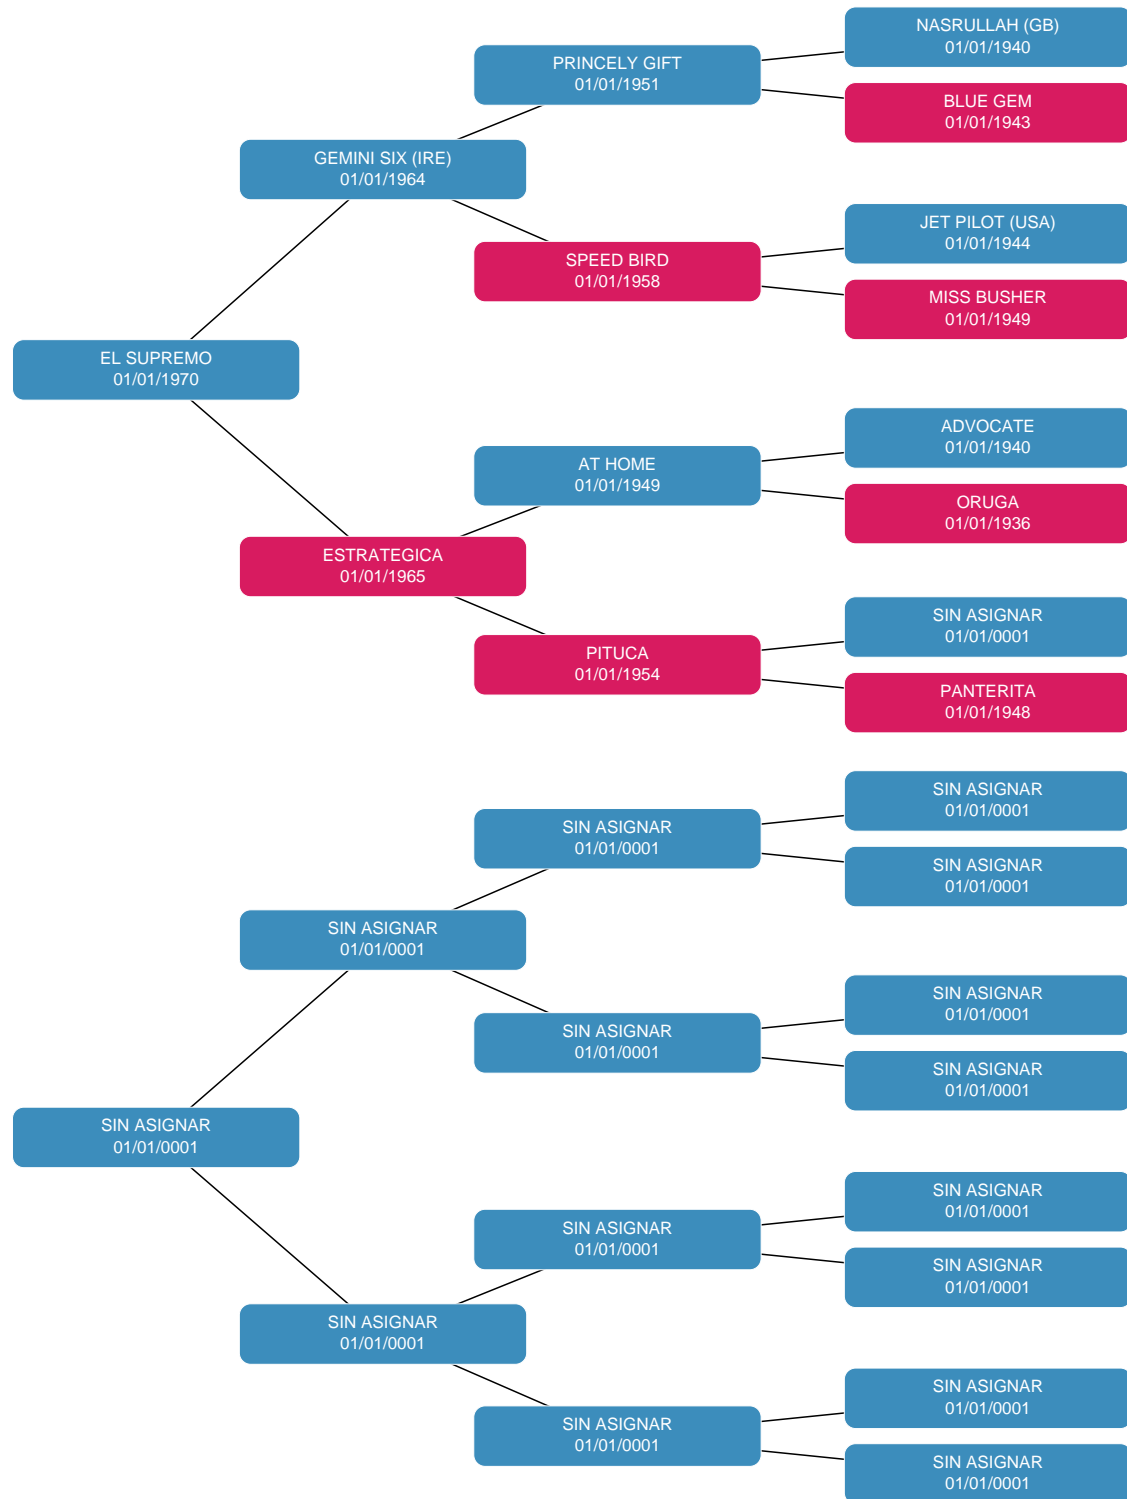 NASRULLAH (GB)
01/01/1940
PRINCELY GIFT
01/01/1951
BLUE GEM
01/01/1943
GEMINI SIX (IRE)
01/01/1964
JET PILOT (USA)
01/01/1944
SPEED BIRD
01/01/1958
MISS BUSHER
01/01/1949
EL SUPREMO
01/01/1970
ADVOCATE
01/01/1940
AT HOME
01/01/1949
ORUGA
01/01/1936
ESTRATEGICA
01/01/1965
SIN ASIGNAR
01/01/0001
PITUCA
01/01/1954
PANTERITA
01/01/1948
SIN ASIGNAR
01/01/0001
SIN ASIGNAR
01/01/0001
SIN ASIGNAR
01/01/0001
SIN ASIGNAR
01/01/0001
SIN ASIGNAR
01/01/0001
SIN ASIGNAR
01/01/0001
SIN ASIGNAR
01/01/0001
SIN ASIGNAR
01/01/0001
SIN ASIGNAR
01/01/0001
SIN ASIGNAR
01/01/0001
SIN ASIGNAR
01/01/0001
SIN ASIGNAR
01/01/0001
SIN ASIGNAR
01/01/0001
SIN ASIGNAR
01/01/0001
SIN ASIGNAR
01/01/0001